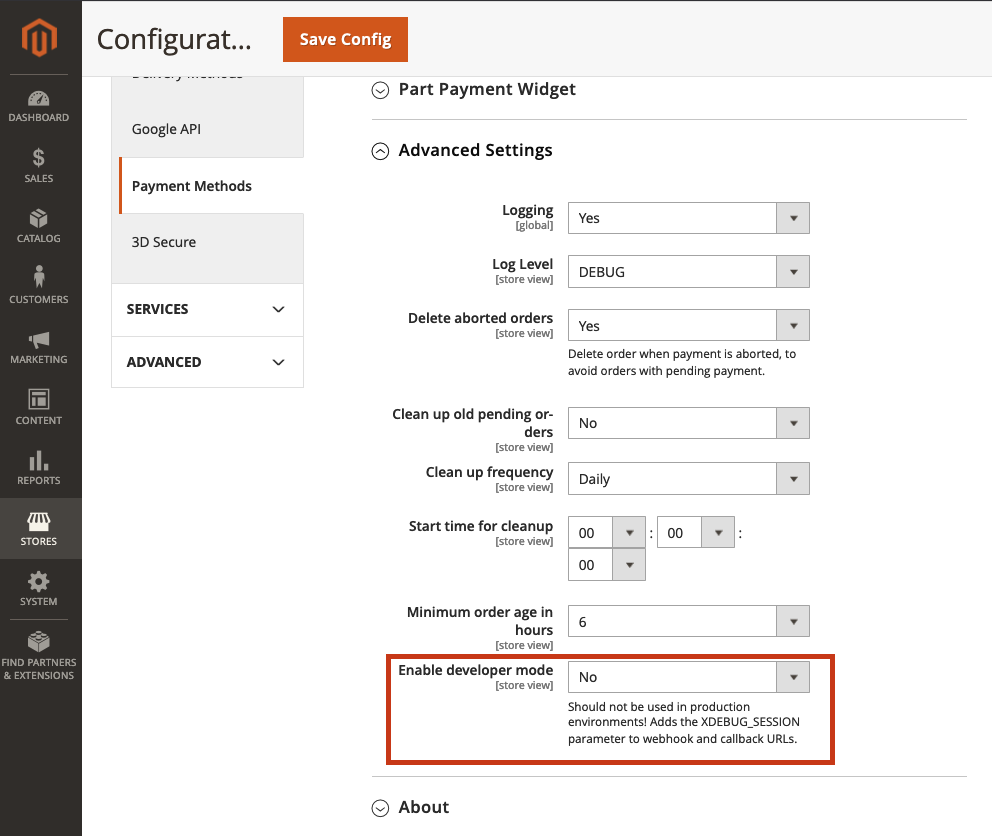 Configurat...
Save Config
DASHBOARD
SALES
CATALOG
CUSTOMERS
MARKETING
CONTENT
REPORTS
STORES
SYSTEM
FIND PARTNERS
& EXTENSIONS
Delivery Methods
Google API
Payment Methods
3D Secure
SERVICES
ADVANCED
Part Payment Widget
Advanced Settings
Logging
[global]
Yes
Log Level
[store view]
DEBUG
Delete aborted orders
[store view]
Yes
Delete order when payment is aborted, to
avoid orders with pending payment.
Clean up old pending or-
ders
[store view]
No
Clean up frequency
[store view]
Daily
Start time for cleanup
[store view]
00 : 00 :
00
Minimum order age in
hours
[store view]
6
Enable developer mode
[store view]
No
Should not be used in production
environments! Adds the XDEBUG_SESSION
parameter to webhook and callback URLs.
About